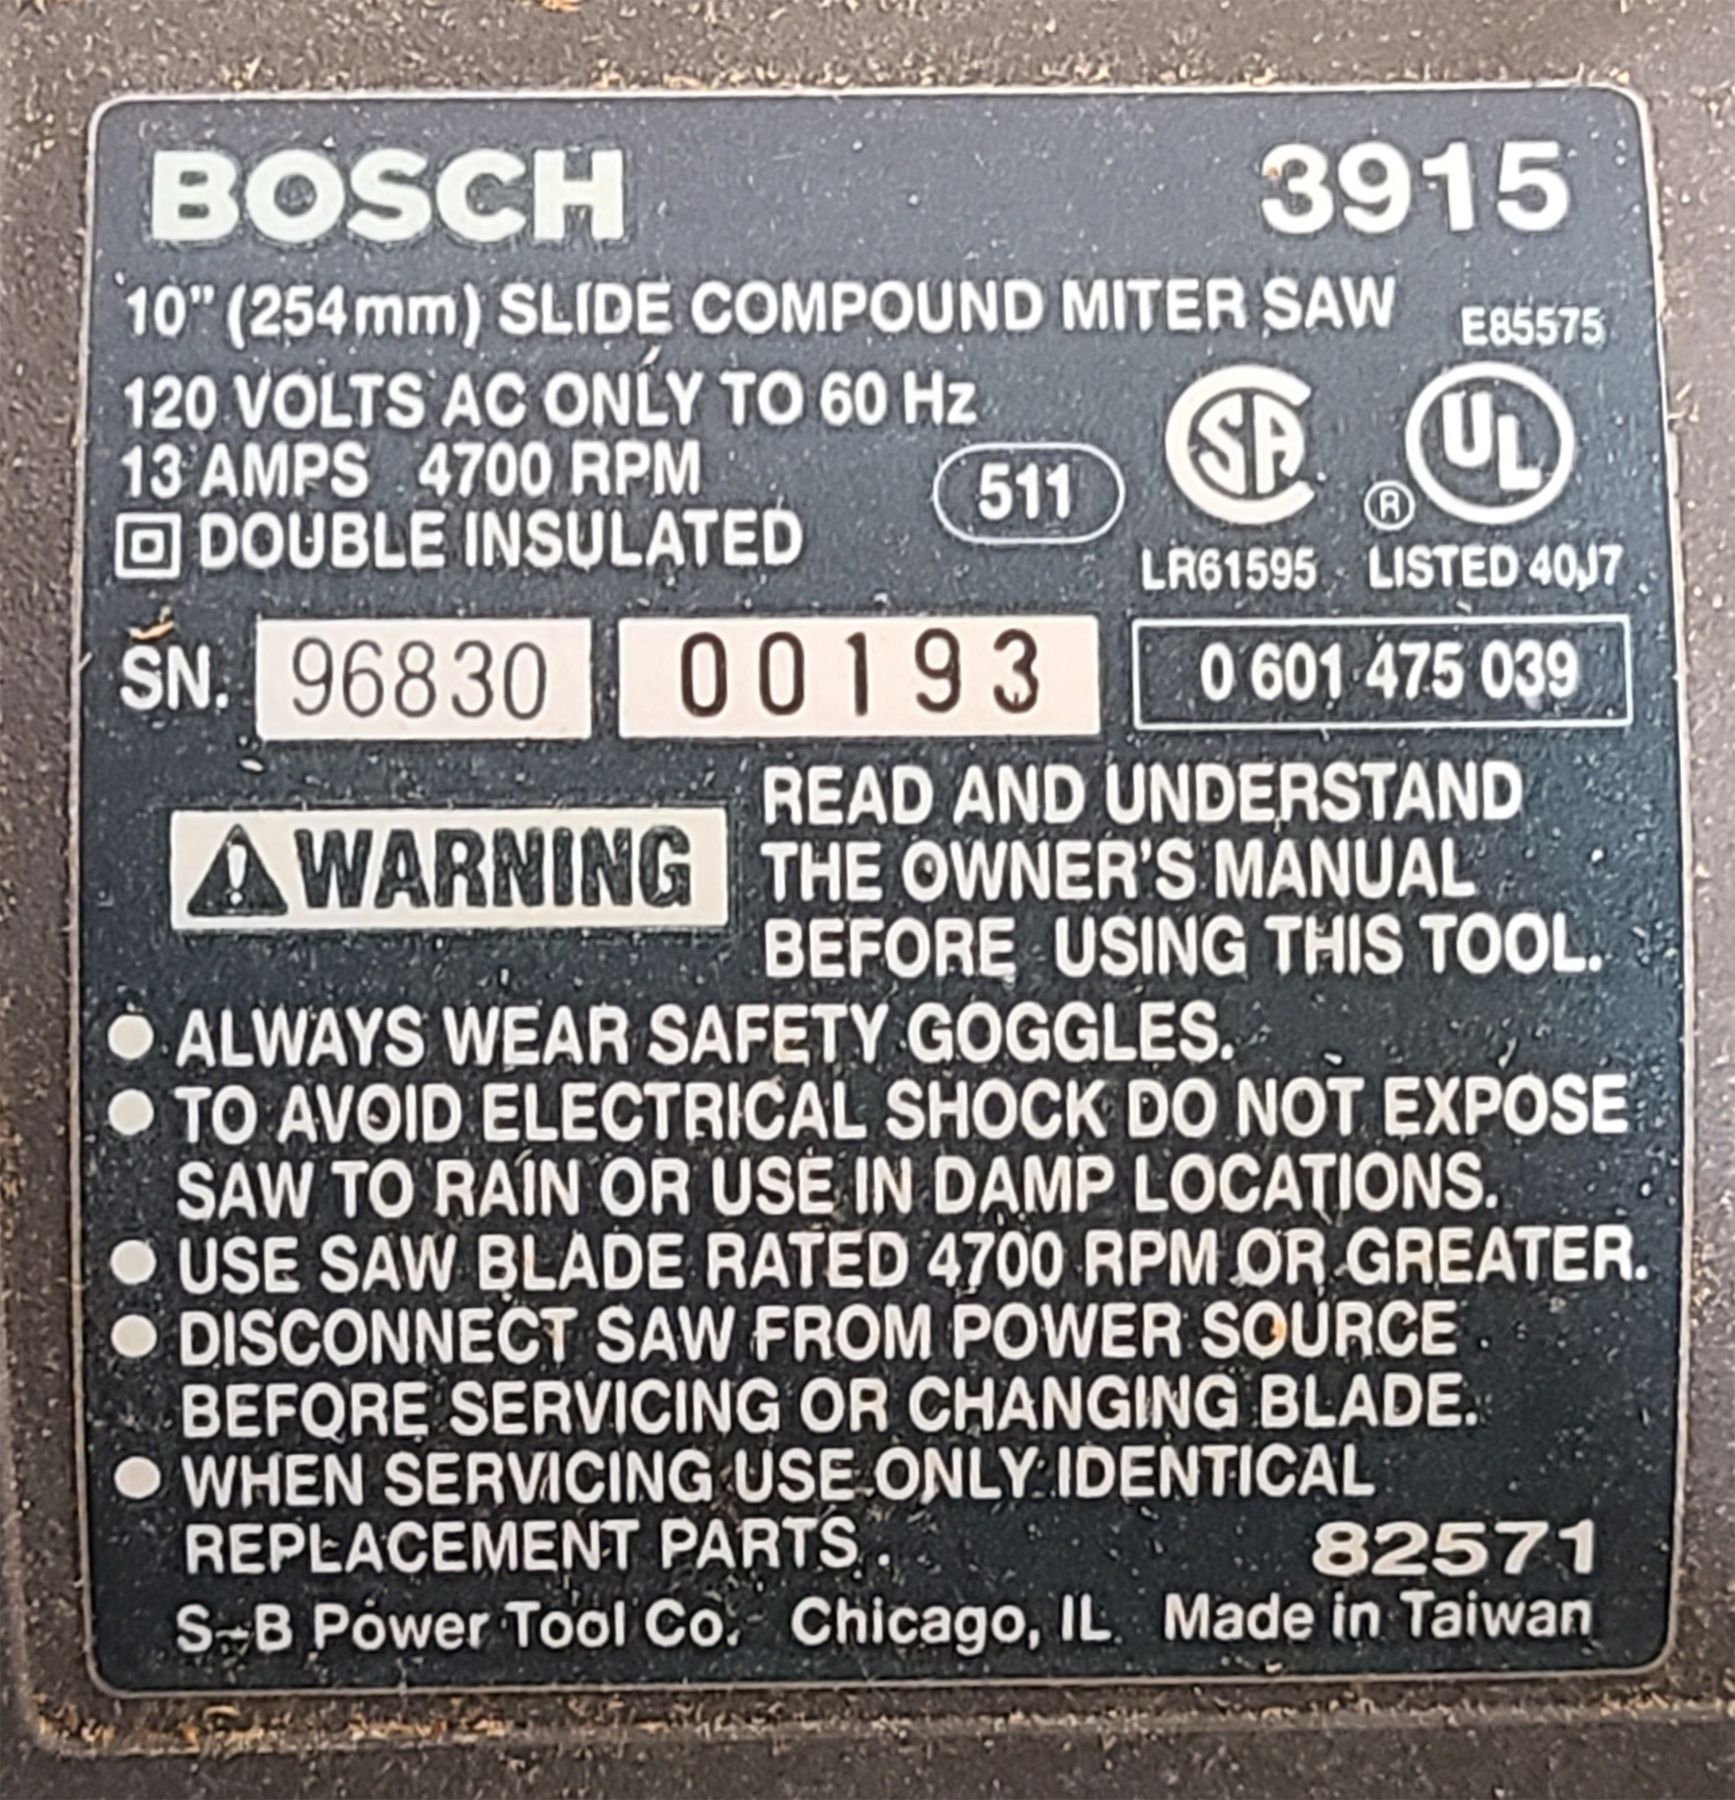 BOSCH 3915
10" (254mm) SLIDE COMPOUND MITER SAW E85575
120 VOLTS AC ONLY TO 60 Hz
13 AMPS 4700 RPM 511 SA UL ®
DOUBLE INSULATED LR61595 LISTED 40J7
SN. 96830 00193 0 601 475 039
WARNING
READ AND UNDERSTAND
THE OWNER'S MANUAL
BEFORE USING THIS TOOL.
● ALWAYS WEAR SAFETY GOGGLES.
● TO AVOID ELECTRICAL SHOCK DO NOT EXPOSE
SAW TO RAIN OR USE IN DAMP LOCATIONS.
● USE SAW BLADE RATED 4700 RPM OR GREATER.
● DISCONNECT SAW FROM POWER SOURCE
BEFORE SERVICING OR CHANGING BLADE.
● WHEN SERVICING USE ONLY IDENTICAL
REPLACEMENT PARTS. 82571
S-B Power Tool Co. Chicago, IL Made in Taiwan